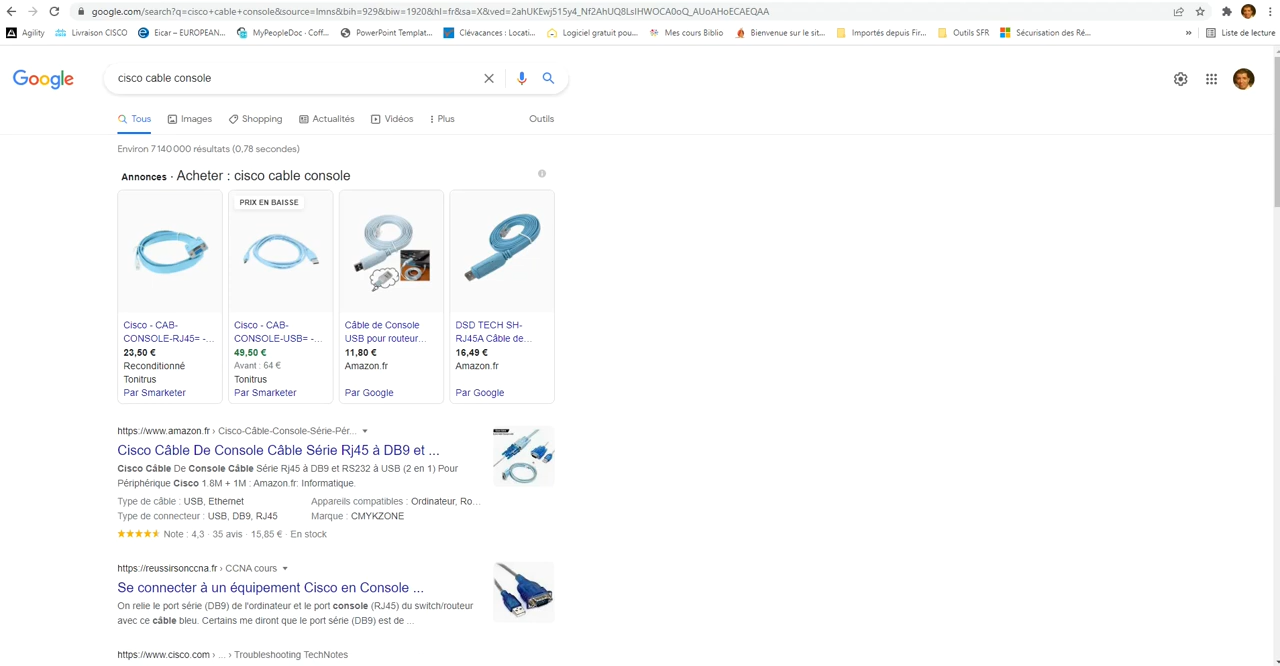 google.com/search?q=cisco+cable+console&source=lmns&bih=929&biw=1920&hl=fr&sa=X&ved=2ahUKEwj515y4_Nf2AhUQ8LsIHWOCA0oQ_AUoAHoECAEQAA
Agility Livraison CISCO Eicar – EUROPEAN... MyPeopleDoc - Coff... PowerPoint Templat... Clévacances : Locati... Logiciel gratuit pou... Mes cours Biblio Bienvenue sur le sit... Importés depuis Fir... Outils SFR Sécurisation des Ré... » Liste de lecture
Google cisco cable console
Tous Images Shopping Actualités Vidéos Plus Outils
Environ 7 140 000 résultats (0,78 secondes)
Annonces · Acheter : cisco cable console
PRIX EN BAISSE
Cisco - CAB-
CONSOLE-RJ45= -...
23,50 €
Reconditionné
Tonitrus
Par Smarketer
Cisco - CAB-
CONSOLE-USB= -...
49,50 €
Avant : 64 €
Tonitrus
Par Smarketer
Câble de Console
USB pour routeur...
11,80 €
Amazon.fr
Par Google
DSD TECH SH-
RJ45A Câble de...
16,49 €
Amazon.fr
Par Google
https://www.amazon.fr › Cisco-Câble-Console-Série-Pér...
Cisco Câble De Console Câble Série Rj45 à DB9 et ...
Cisco Câble De Console Câble Série Rj45 à DB9 et RS232 à USB (2 en 1) Pour
Périphérique Cisco 1.8M + 1M : Amazon.fr: Informatique.
Type de câble : USB, Ethernet Appareils compatibles : Ordinateur, Ro...
Type de connecteur : USB, DB9, RJ45 Marque : CMYKZONE
Note : 4,3 · 35 avis · 15,85 € · En stock
https://reussirsonccna.fr › CCNA cours
Se connecter à un équipement Cisco en Console ...
On relie le port série (DB9) de l'ordinateur et le port console (RJ45) du switch/routeur
avec ce câble bleu. Certains me diront que le port série (DB9) est de ...
https://www.cisco.com › ... › Troubleshooting TechNotes